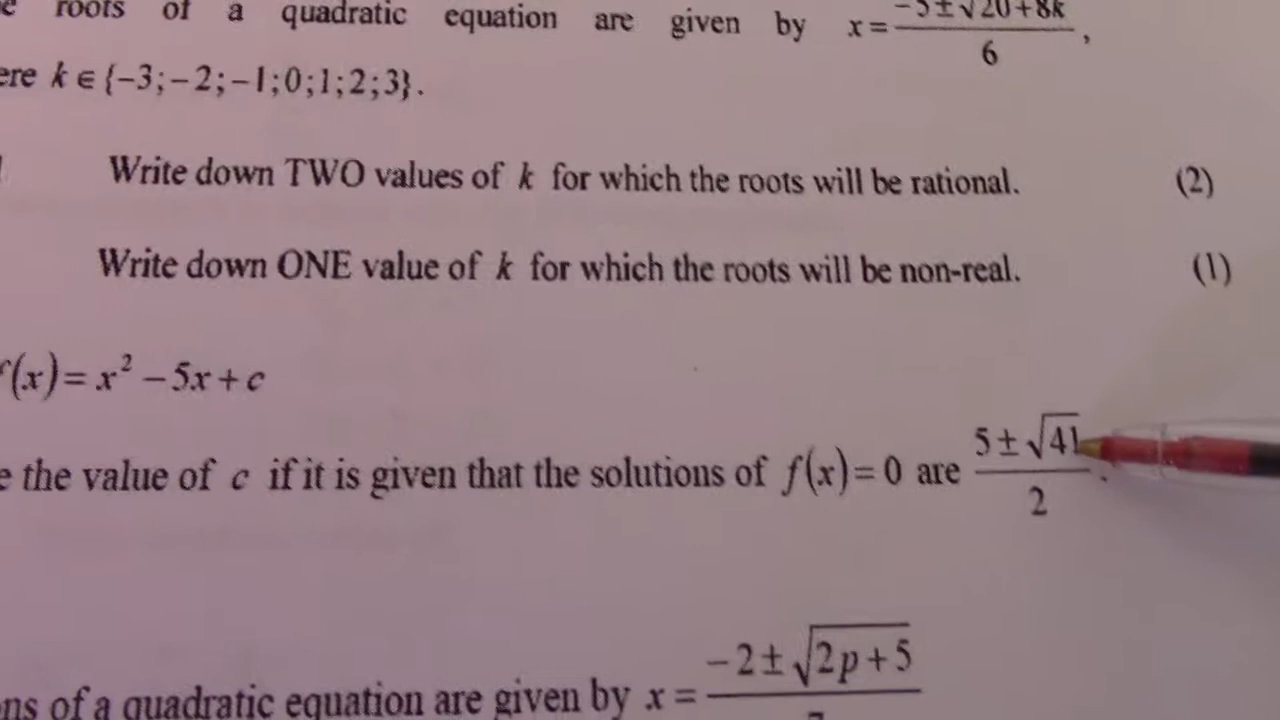 roots of a quadratic equation are given by x = (−5 ± √20 + 8k) / 6 ,
k ∈ {−3; −2; −1; 0; 1; 2; 3}.
Write down TWO values of k for which the roots will be rational. (2)
Write down ONE value of k for which the roots will be non-real. (1)
f(x) = x² − 5x + c
the value of c if it is given that the solutions of f(x) = 0 are (5 ± √41) / 2 .
of a quadratic equation are given by x = −2 ± √2p + 5